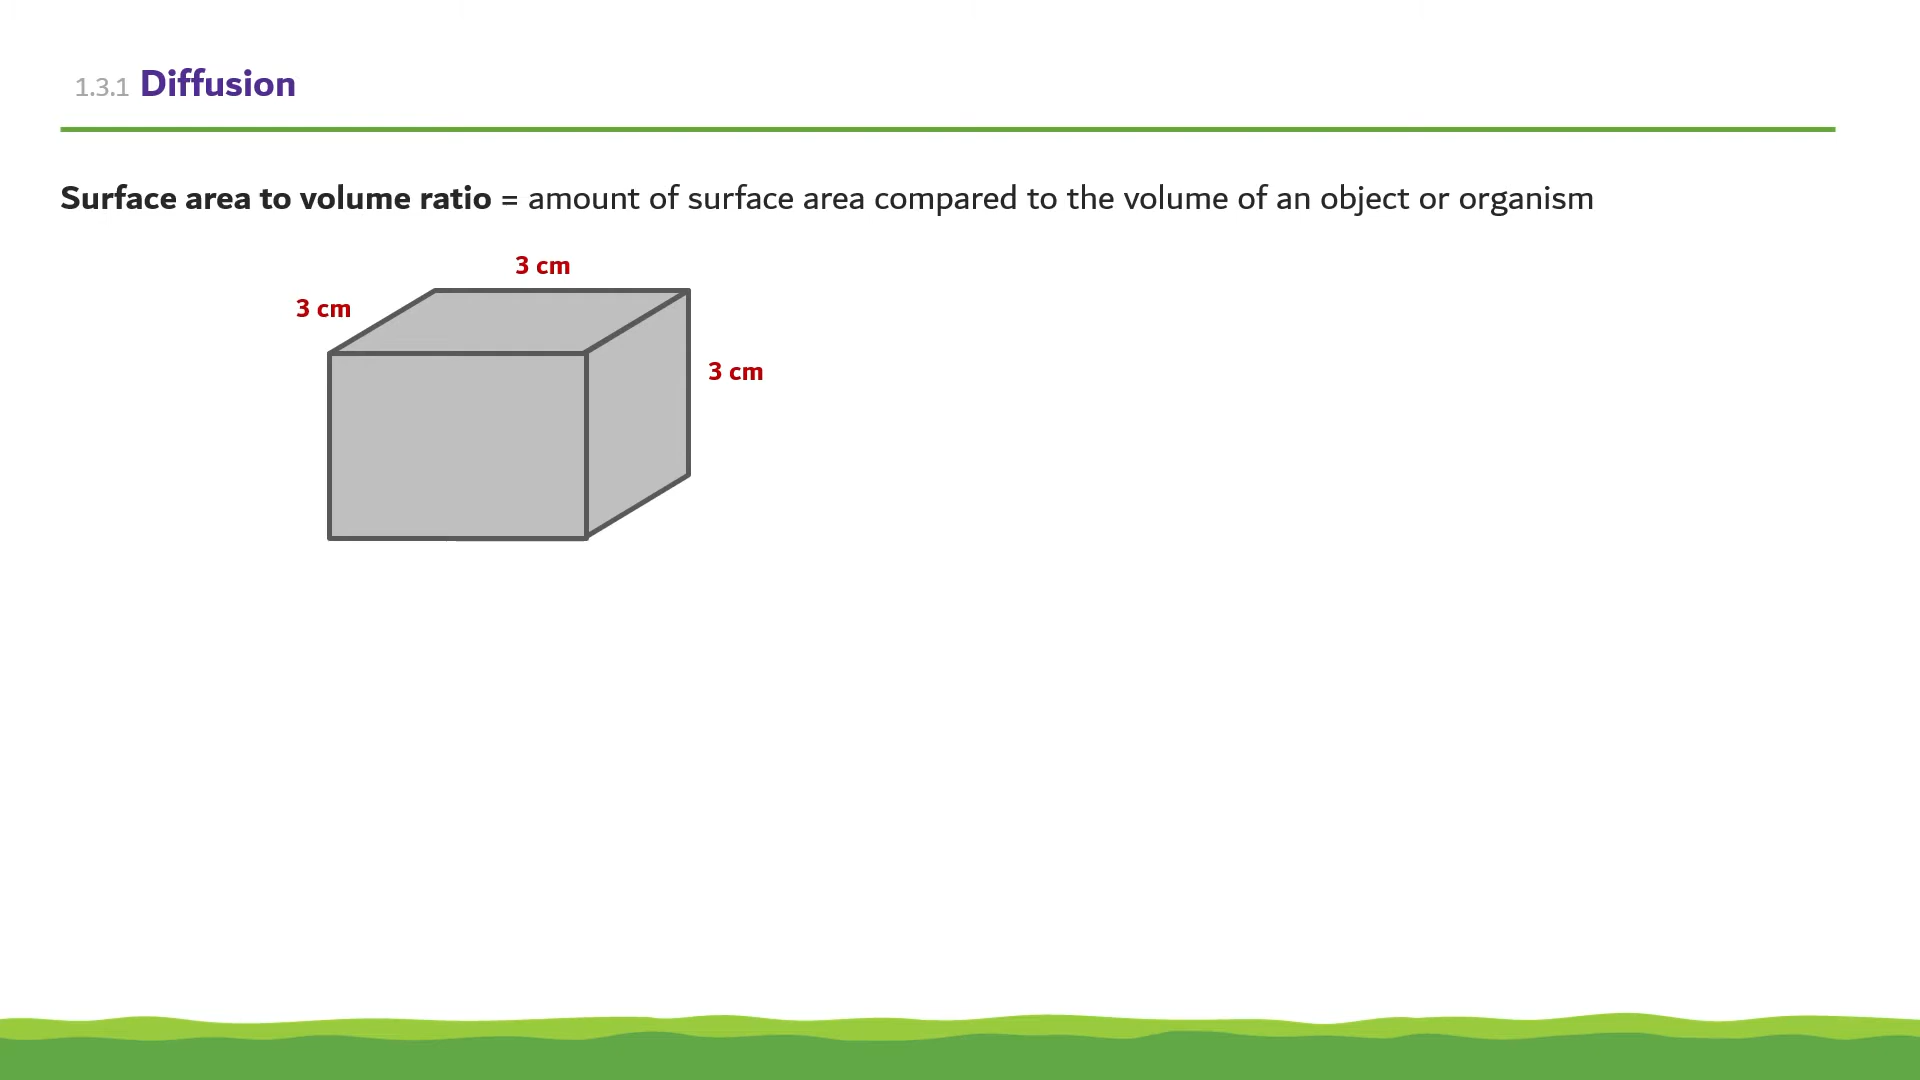 1.3.1 Diffusion
Surface area to volume ratio = amount of surface area compared to the volume of an object or organism
3 cm
3 cm
3 cm